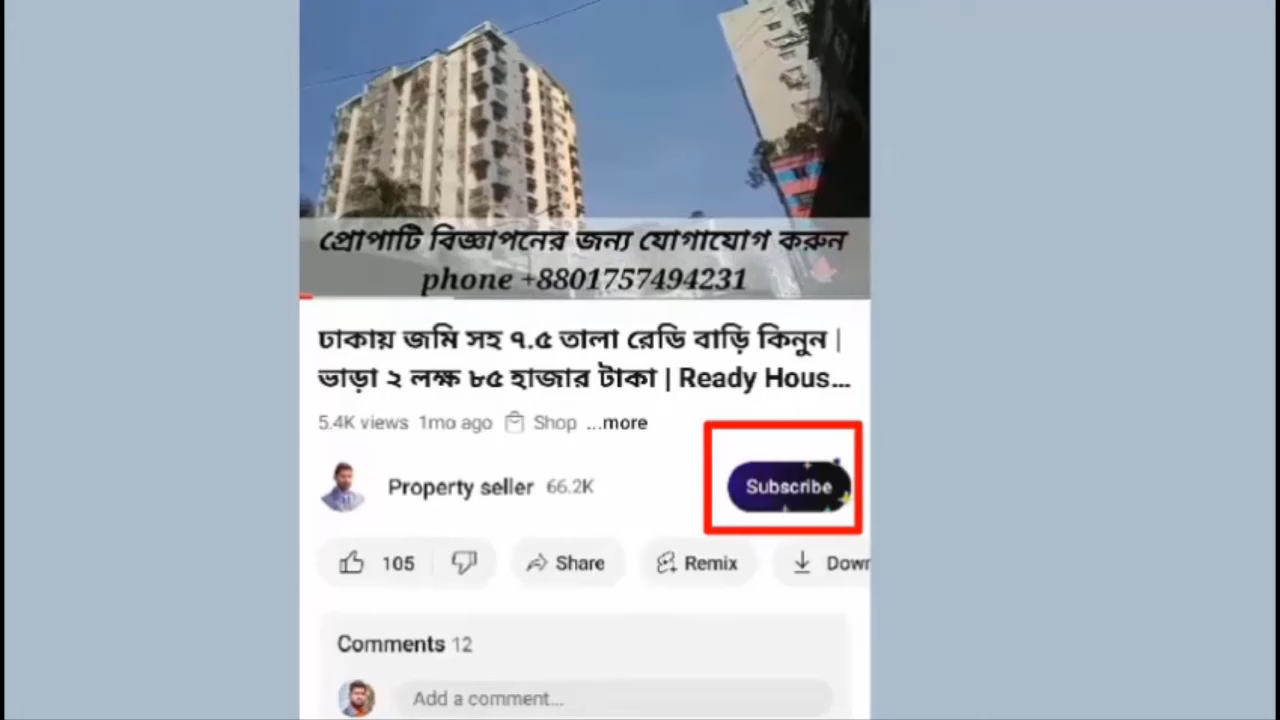 প্রোপাটি বিজ্ঞাপনের জন্য যোগাযোগ করুন
phone +8801757494231
ঢাকায় জমি সহ ৭.৫ তালা রেডি বাড়ি কিনুন |
ভাড়া ২ লক্ষ ৮৫ হাজার টাকা | Ready Hous...
5.4K views 1mo ago Shop ...more
Property seller 66.2K Subscribe
105 Share Remix Down
Comments 12
Add a comment...